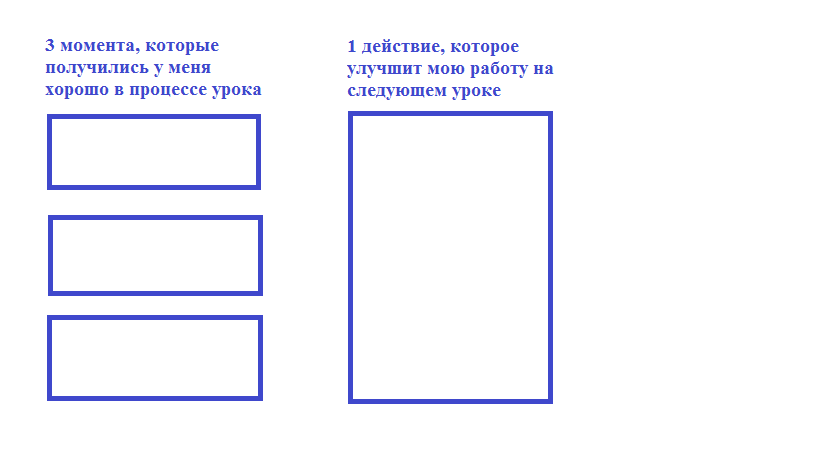 3 момента, которые
получились у меня
хорошо в процессе урока
1 действие, которое
улучшит мою работу на
следующем уроке